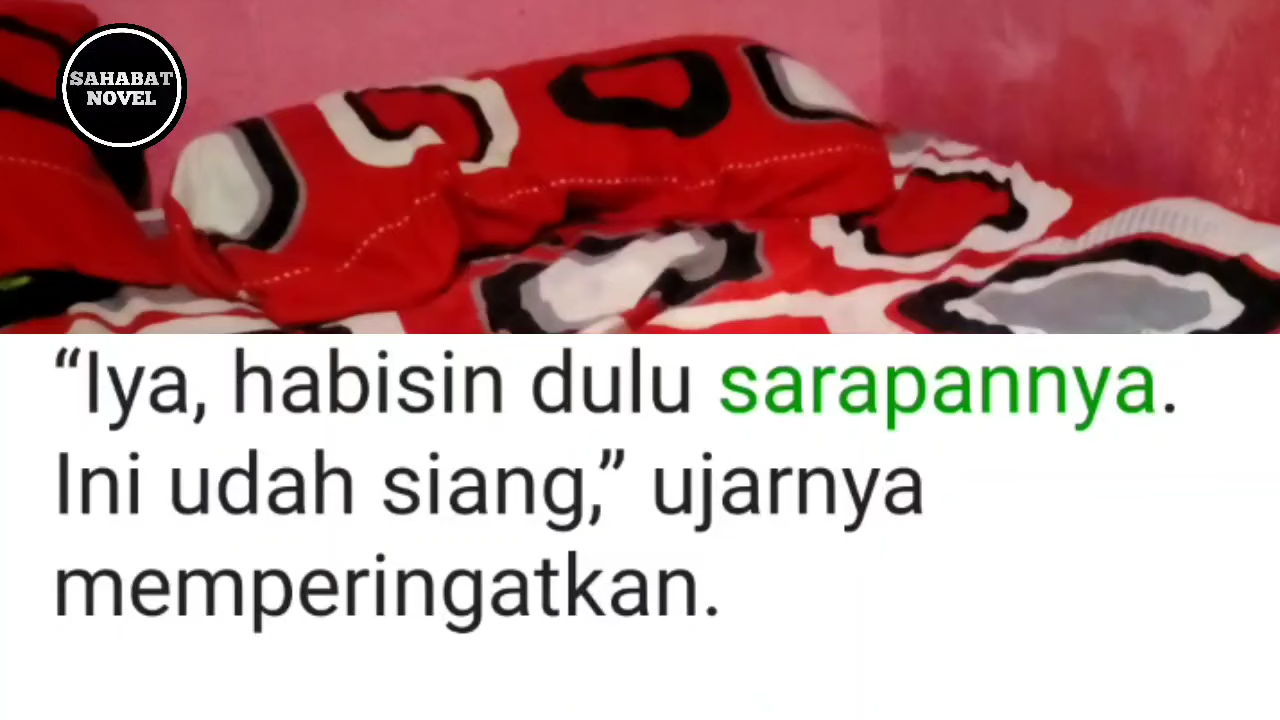 SAHABAT
NOVEL
“Iya, habisin dulu sarapannya.
Ini udah siang,” ujarnya
memperingatkan.